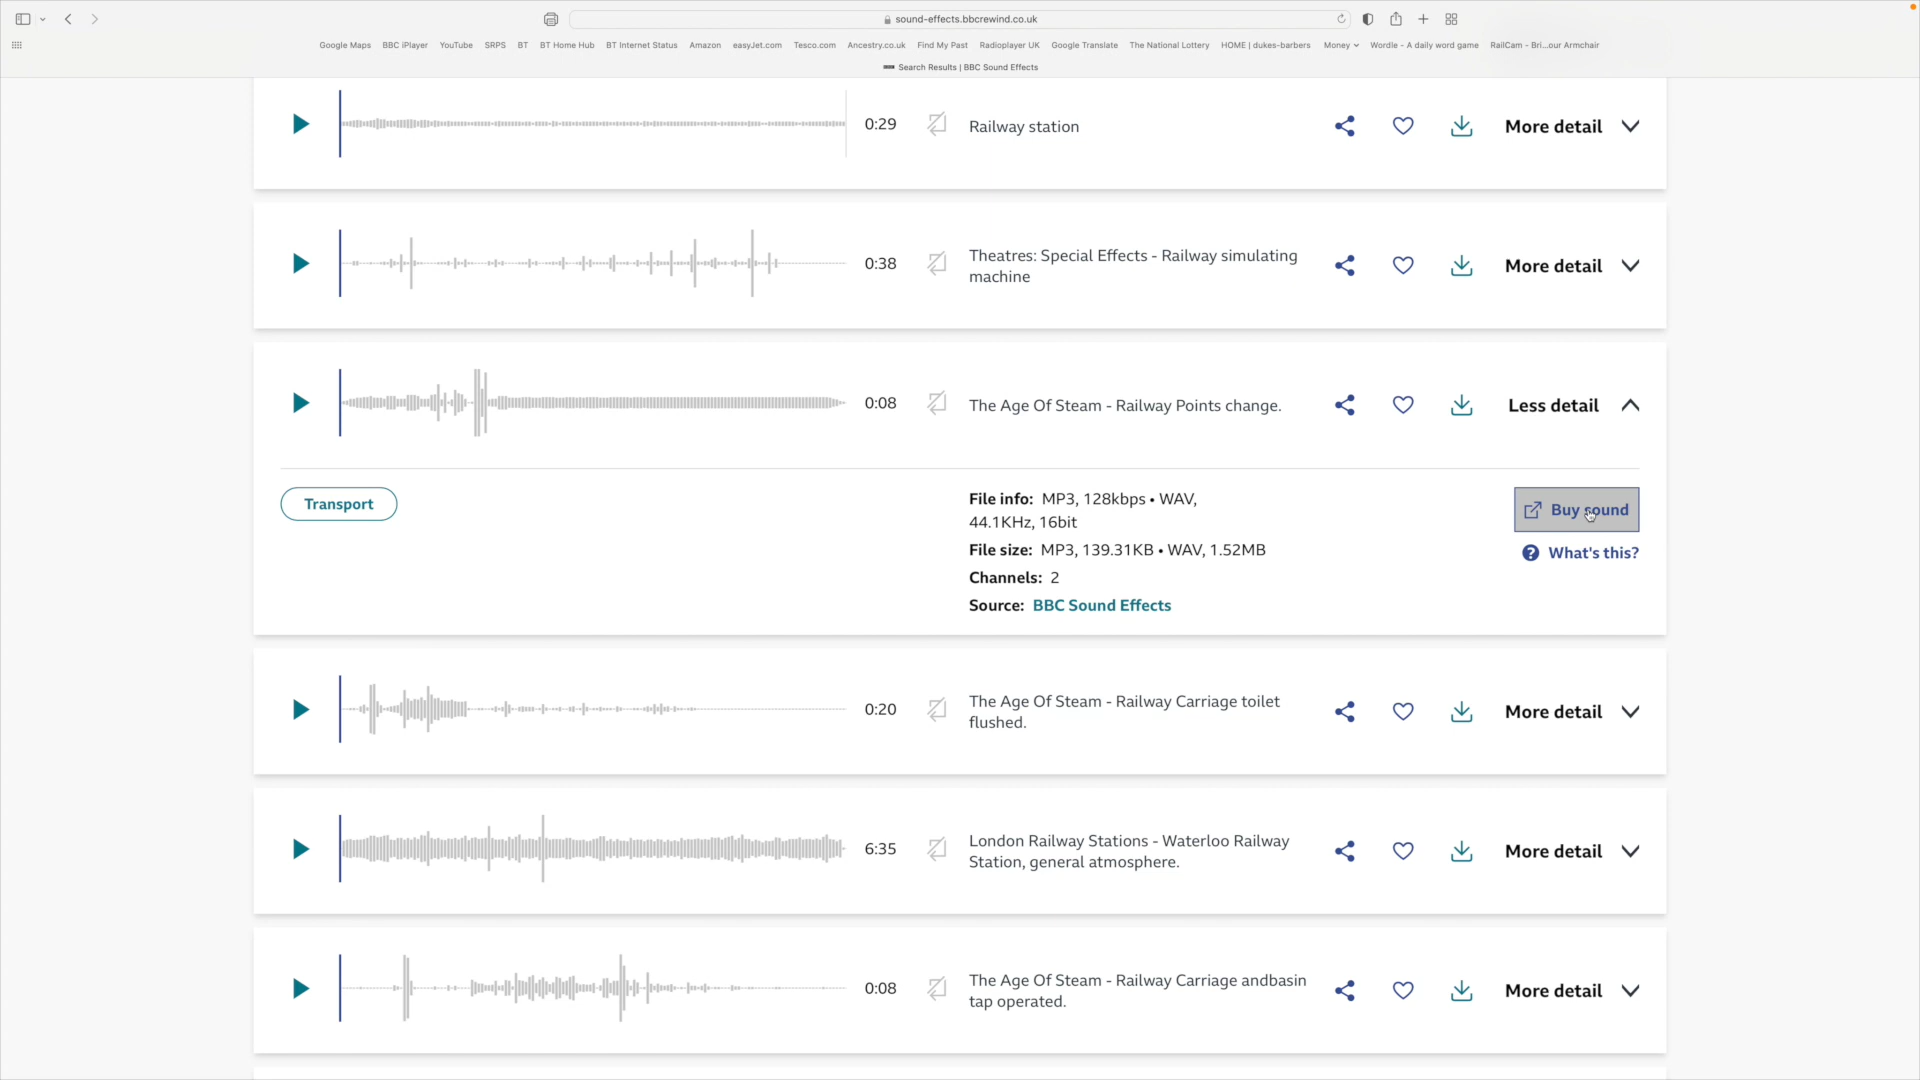 sound-effects.bbcrewind.co.uk
Google Maps BBC iPlayer YouTube SRPS BT BT Home Hub BT Internet Status Amazon easyJet.com Tesco.com Ancestry.co.uk Find My Past Radioplayer UK Google Translate The National Lottery HOME | dukes-barbers Money Wordle - A daily word game RailCam - Bri...our Armchair
Search Results | BBC Sound Effects
0:29 Railway station More detail
0:38 Theatres: Special Effects - Railway simulating
machine More detail
0:08 The Age Of Steam - Railway Points change. Less detail
Transport
File info: MP3, 128kbps • WAV,
44.1KHz, 16bit
File size: MP3, 139.31KB • WAV, 1.52MB
Channels: 2
Source: BBC Sound Effects
Buy sound
What's this?
0:20 The Age Of Steam - Railway Carriage toilet
flushed. More detail
6:35 London Railway Stations - Waterloo Railway
Station, general atmosphere. More detail
0:08 The Age Of Steam - Railway Carriage andbasin
tap operated. More detail